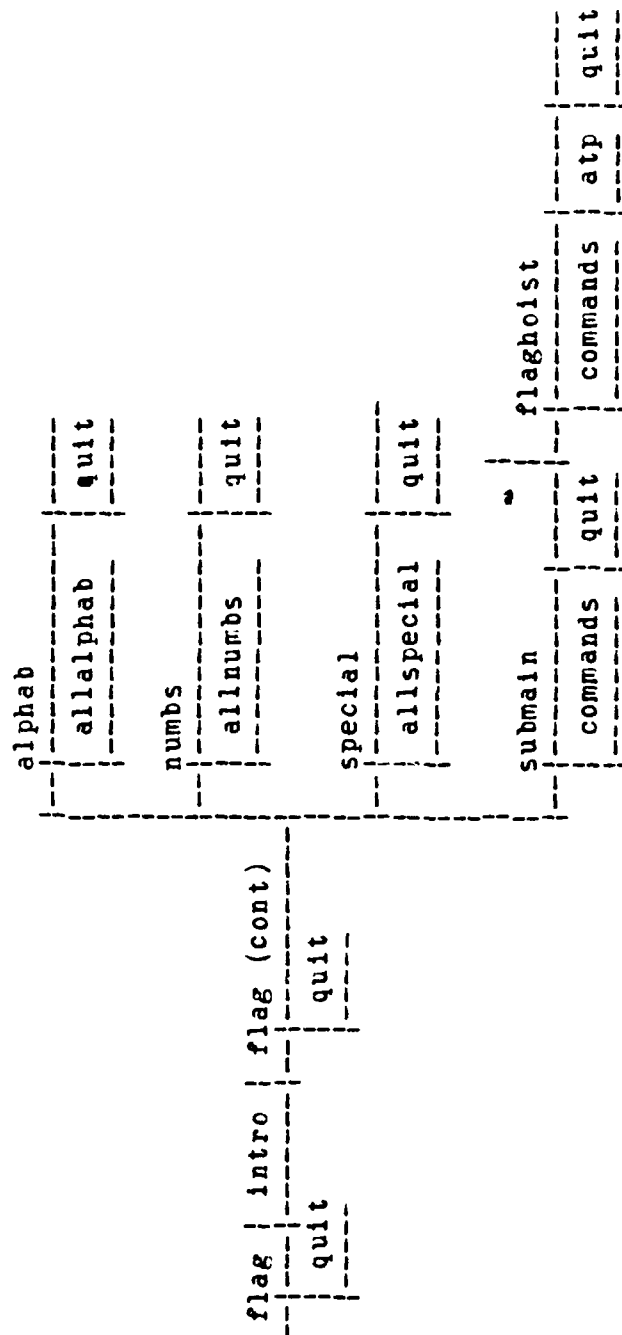 alphab
allalphab quit
numbs
allnumbs quit
flag intro flag (cont)
quit quit
special
allspecial quit
submain flaghoist
commands quit commands atp quit